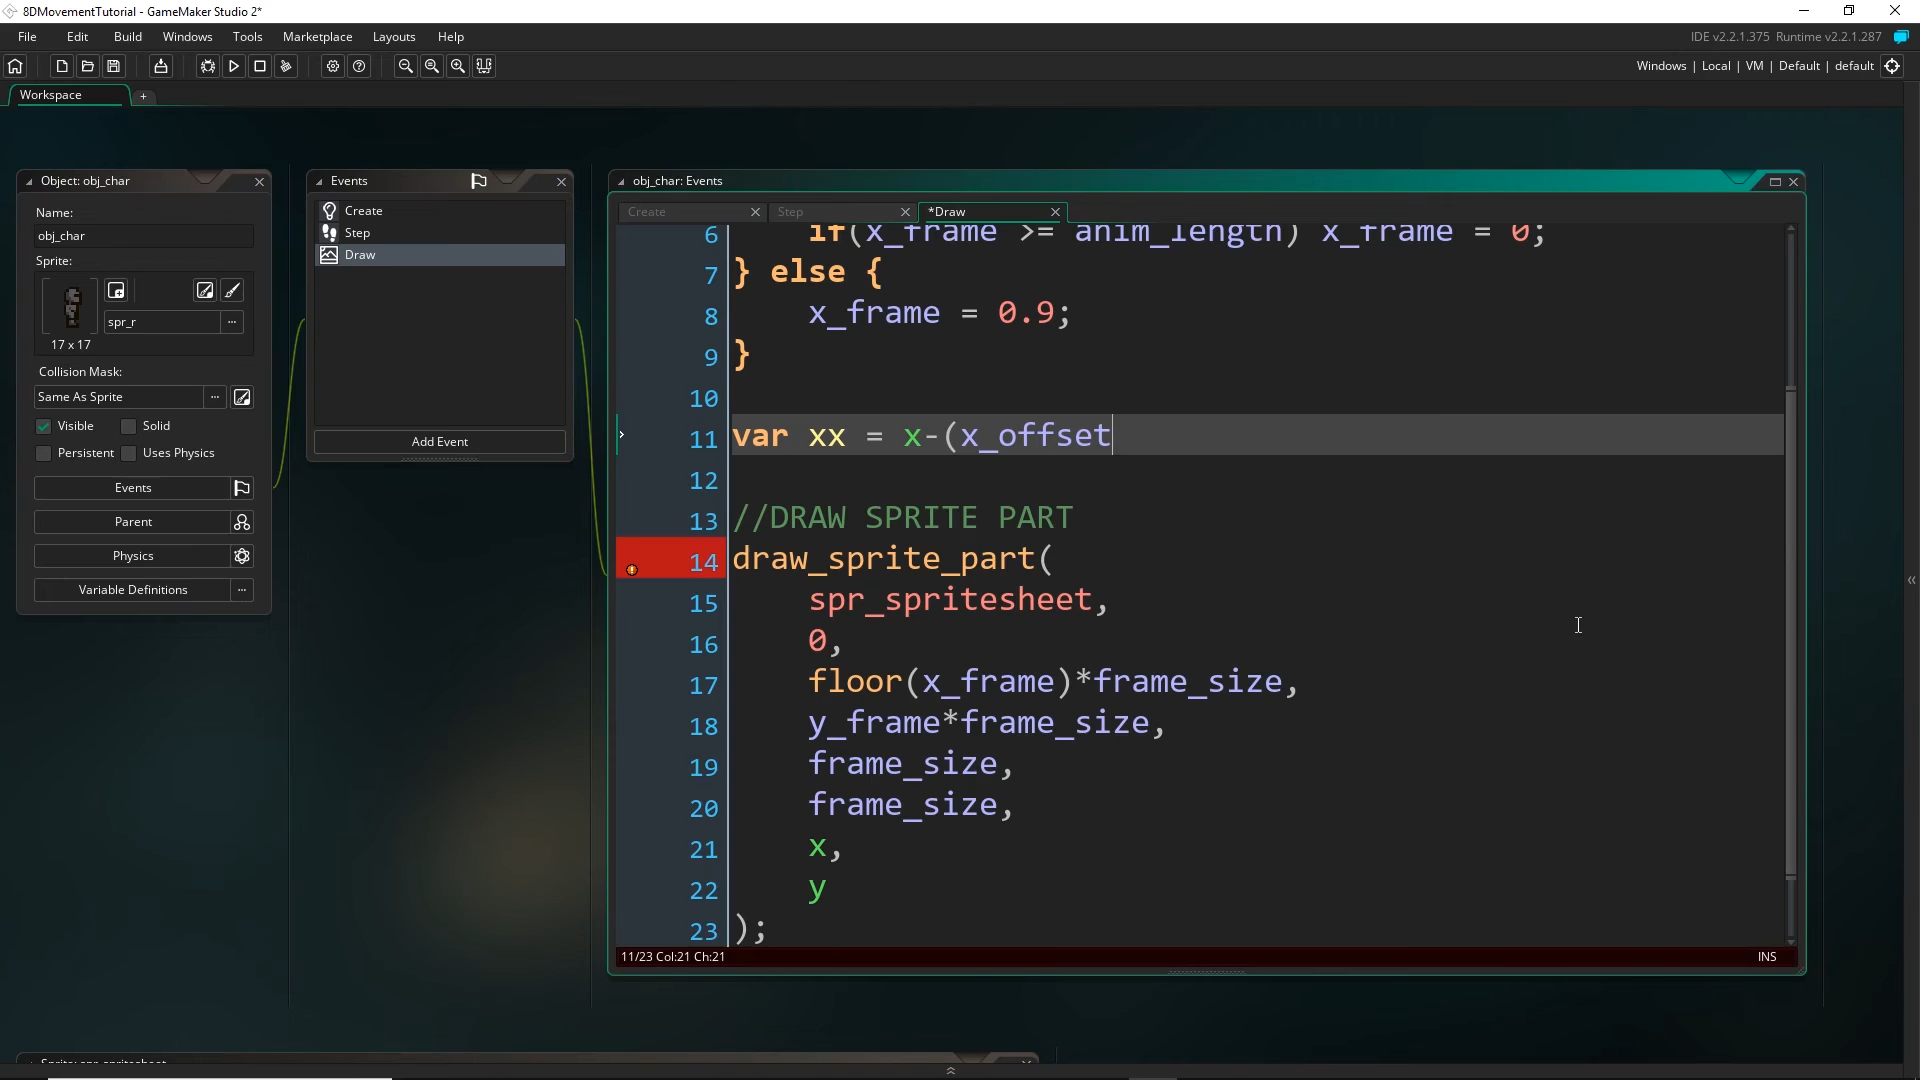 8DMovementTutorial - GameMaker Studio 2*
File Edit Build Windows Tools Marketplace Layouts Help
IDE v2.2.1.375 Runtime v2.2.1.287
Windows | Local | VM | Default | default
Workspace +
Object: obj_char
Name:
obj_char
Sprite:
spr_r
...
17 x 17
Collision Mask:
Same As Sprite
...
Visible Solid
Persistent Uses Physics
Events
Parent
Physics
Variable Definitions ...
Events
Create
Step
Draw
Add Event
obj_char: Events
Create Step *Draw
6 if(x_frame >= anim_length) x_frame = 0;
7 } else {
8 x_frame = 0.9;
9 }
10
11 var xx = x-(x_offset
12
13 //DRAW SPRITE PART
14 draw_sprite_part(
15 spr_spritesheet,
16 0,
17 floor(x_frame)*frame_size,
18 y_frame*frame_size,
19 frame_size,
20 frame_size,
21 x,
22 y
23 );
11/23 Col:21 Ch:21 INS
Sprite: spr_spritesheet